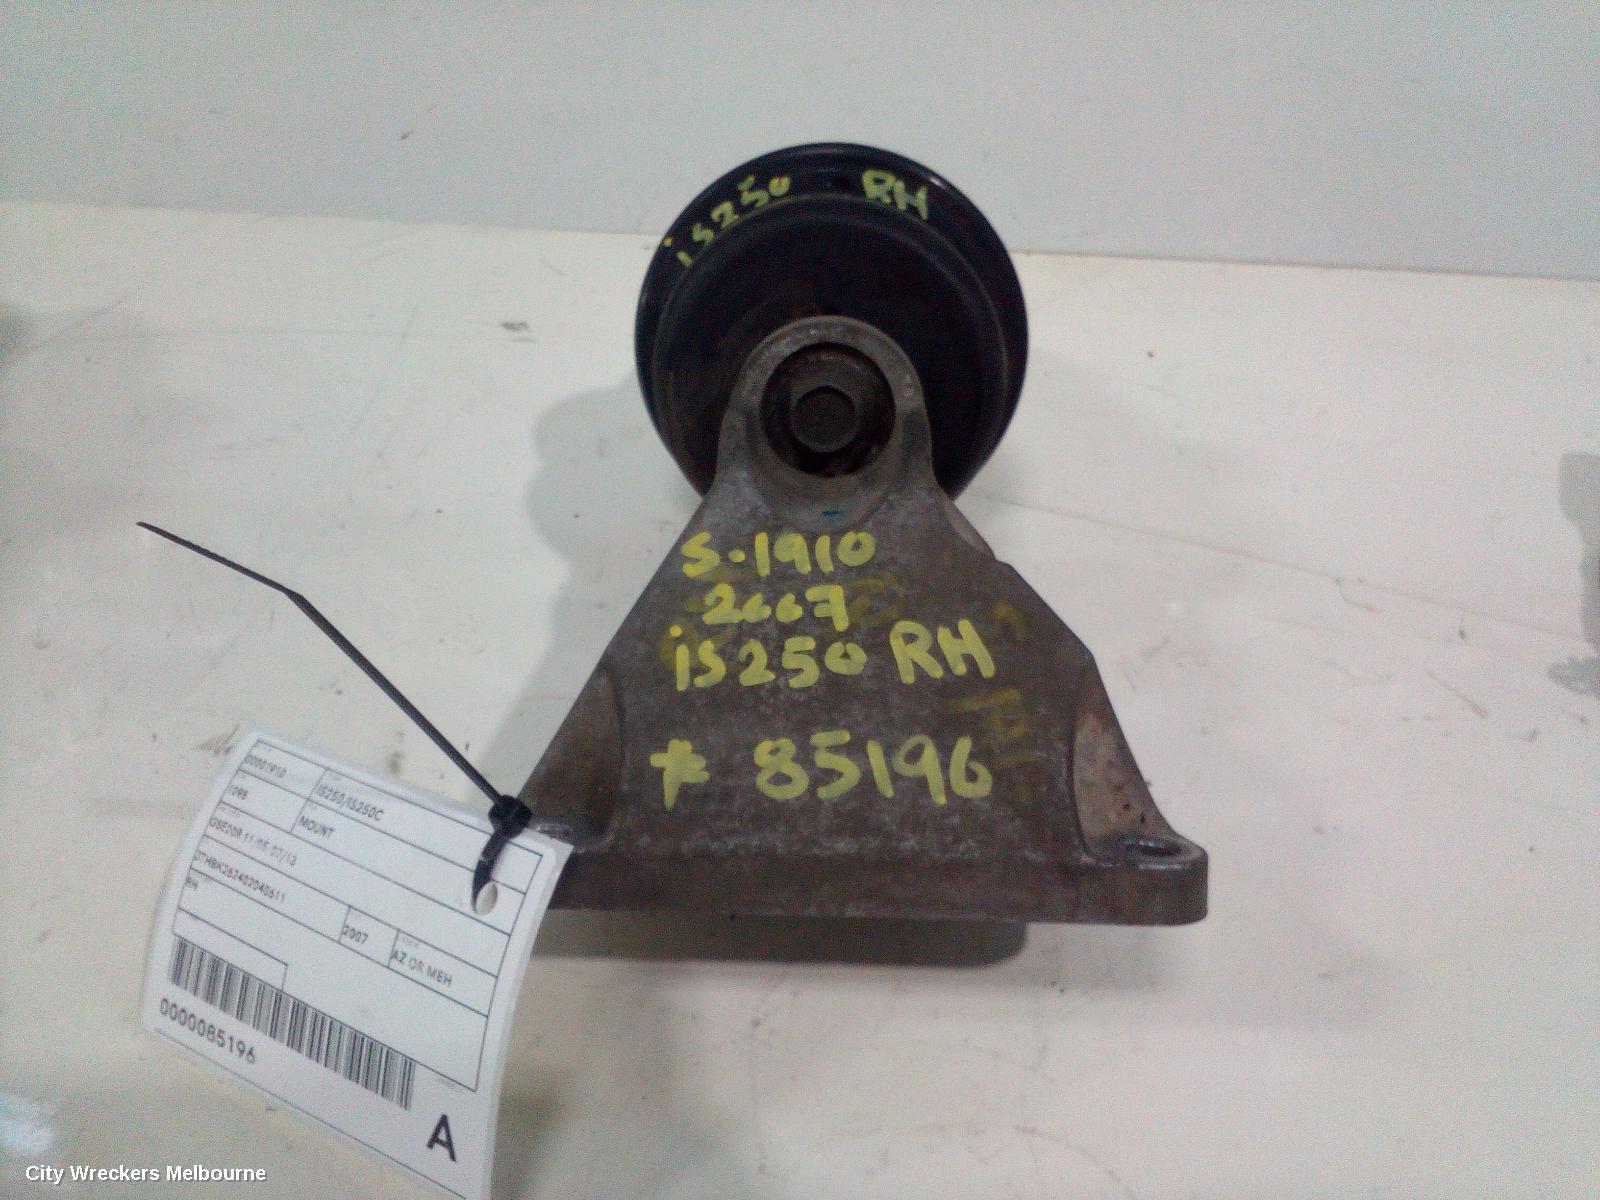 is250 RH
S-1910
2007
is250 RH
* 85196
00001910
IS250/IS250C
1098
MOUNT
GSE20R 11/05-07/13
JTHBK262402040611
RH
2007
AZ OR MEH
0000085196
A
City Wreckers Melbourne